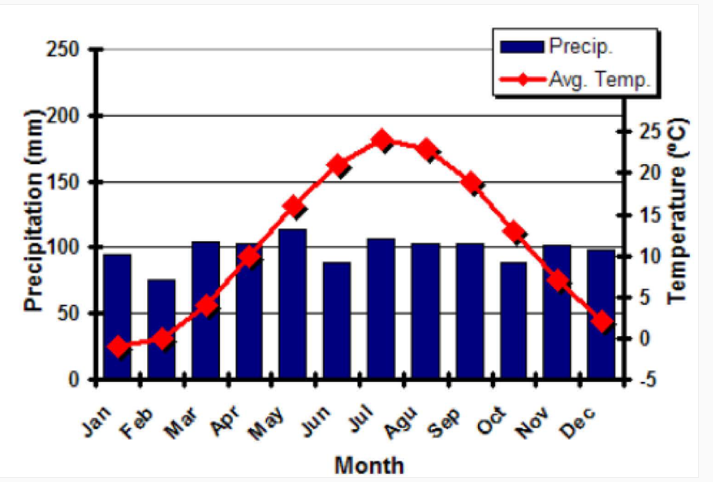 Precip.
Avg. Temp.
250
200
150
100
50
0
Precipitation (mm)
25
20
15
10
5
0
-5
Temperature (ºC)
Jan Feb Mar Apr May Jun Jul Agu Sep Oct Nov Dec
Month